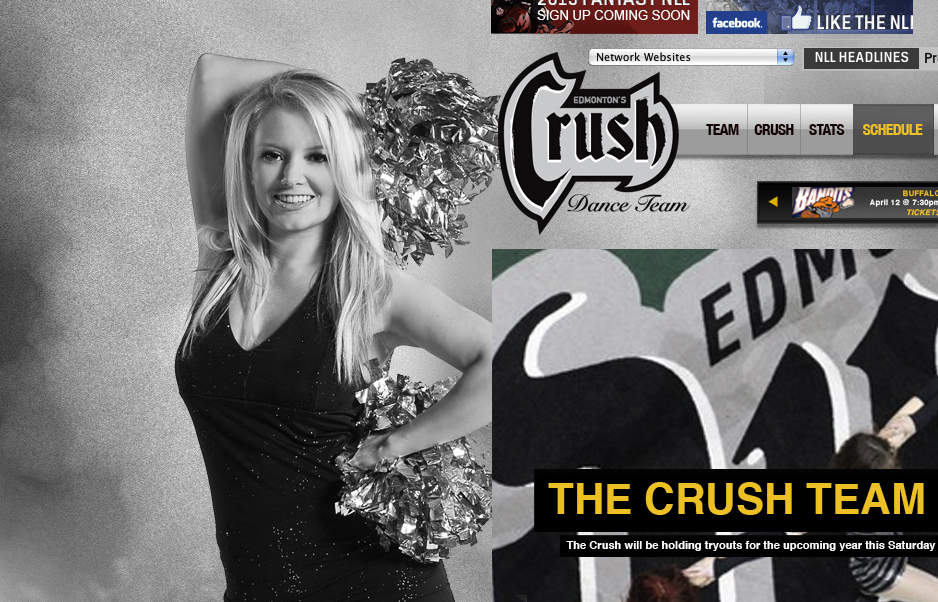 2013 FANTASY NLL
SIGN UP COMING SOON
facebook.
LIKE THE NLL
Network Websites
NLL HEADLINES
EDMONTON'S
Crush
Dance Team
TEAM
CRUSH
STATS
SCHEDULE
BANDITS
BUFFALO
April 12 @ 7:30pm
TICKETS
EDM
THE CRUSH TEAM
The Crush will be holding tryouts for the upcoming year this Saturday